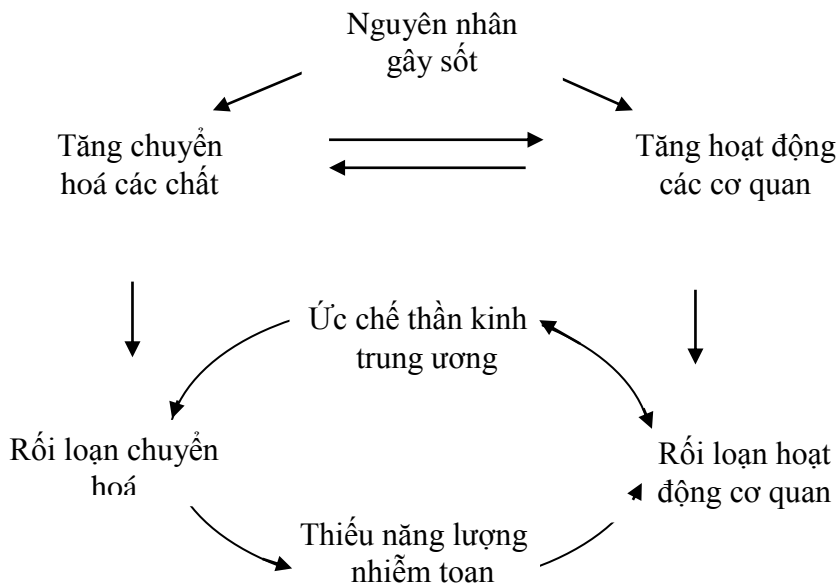 Nguyên nhân
gây sốt
Tăng chuyển
hoá các chất
Tăng hoạt động
các cơ quan
Ức chế thần kinh
trung ương
Rối loạn chuyển
hoá
Rối loạn hoạt
động cơ quan
Thiếu năng lượng
nhiễm toan